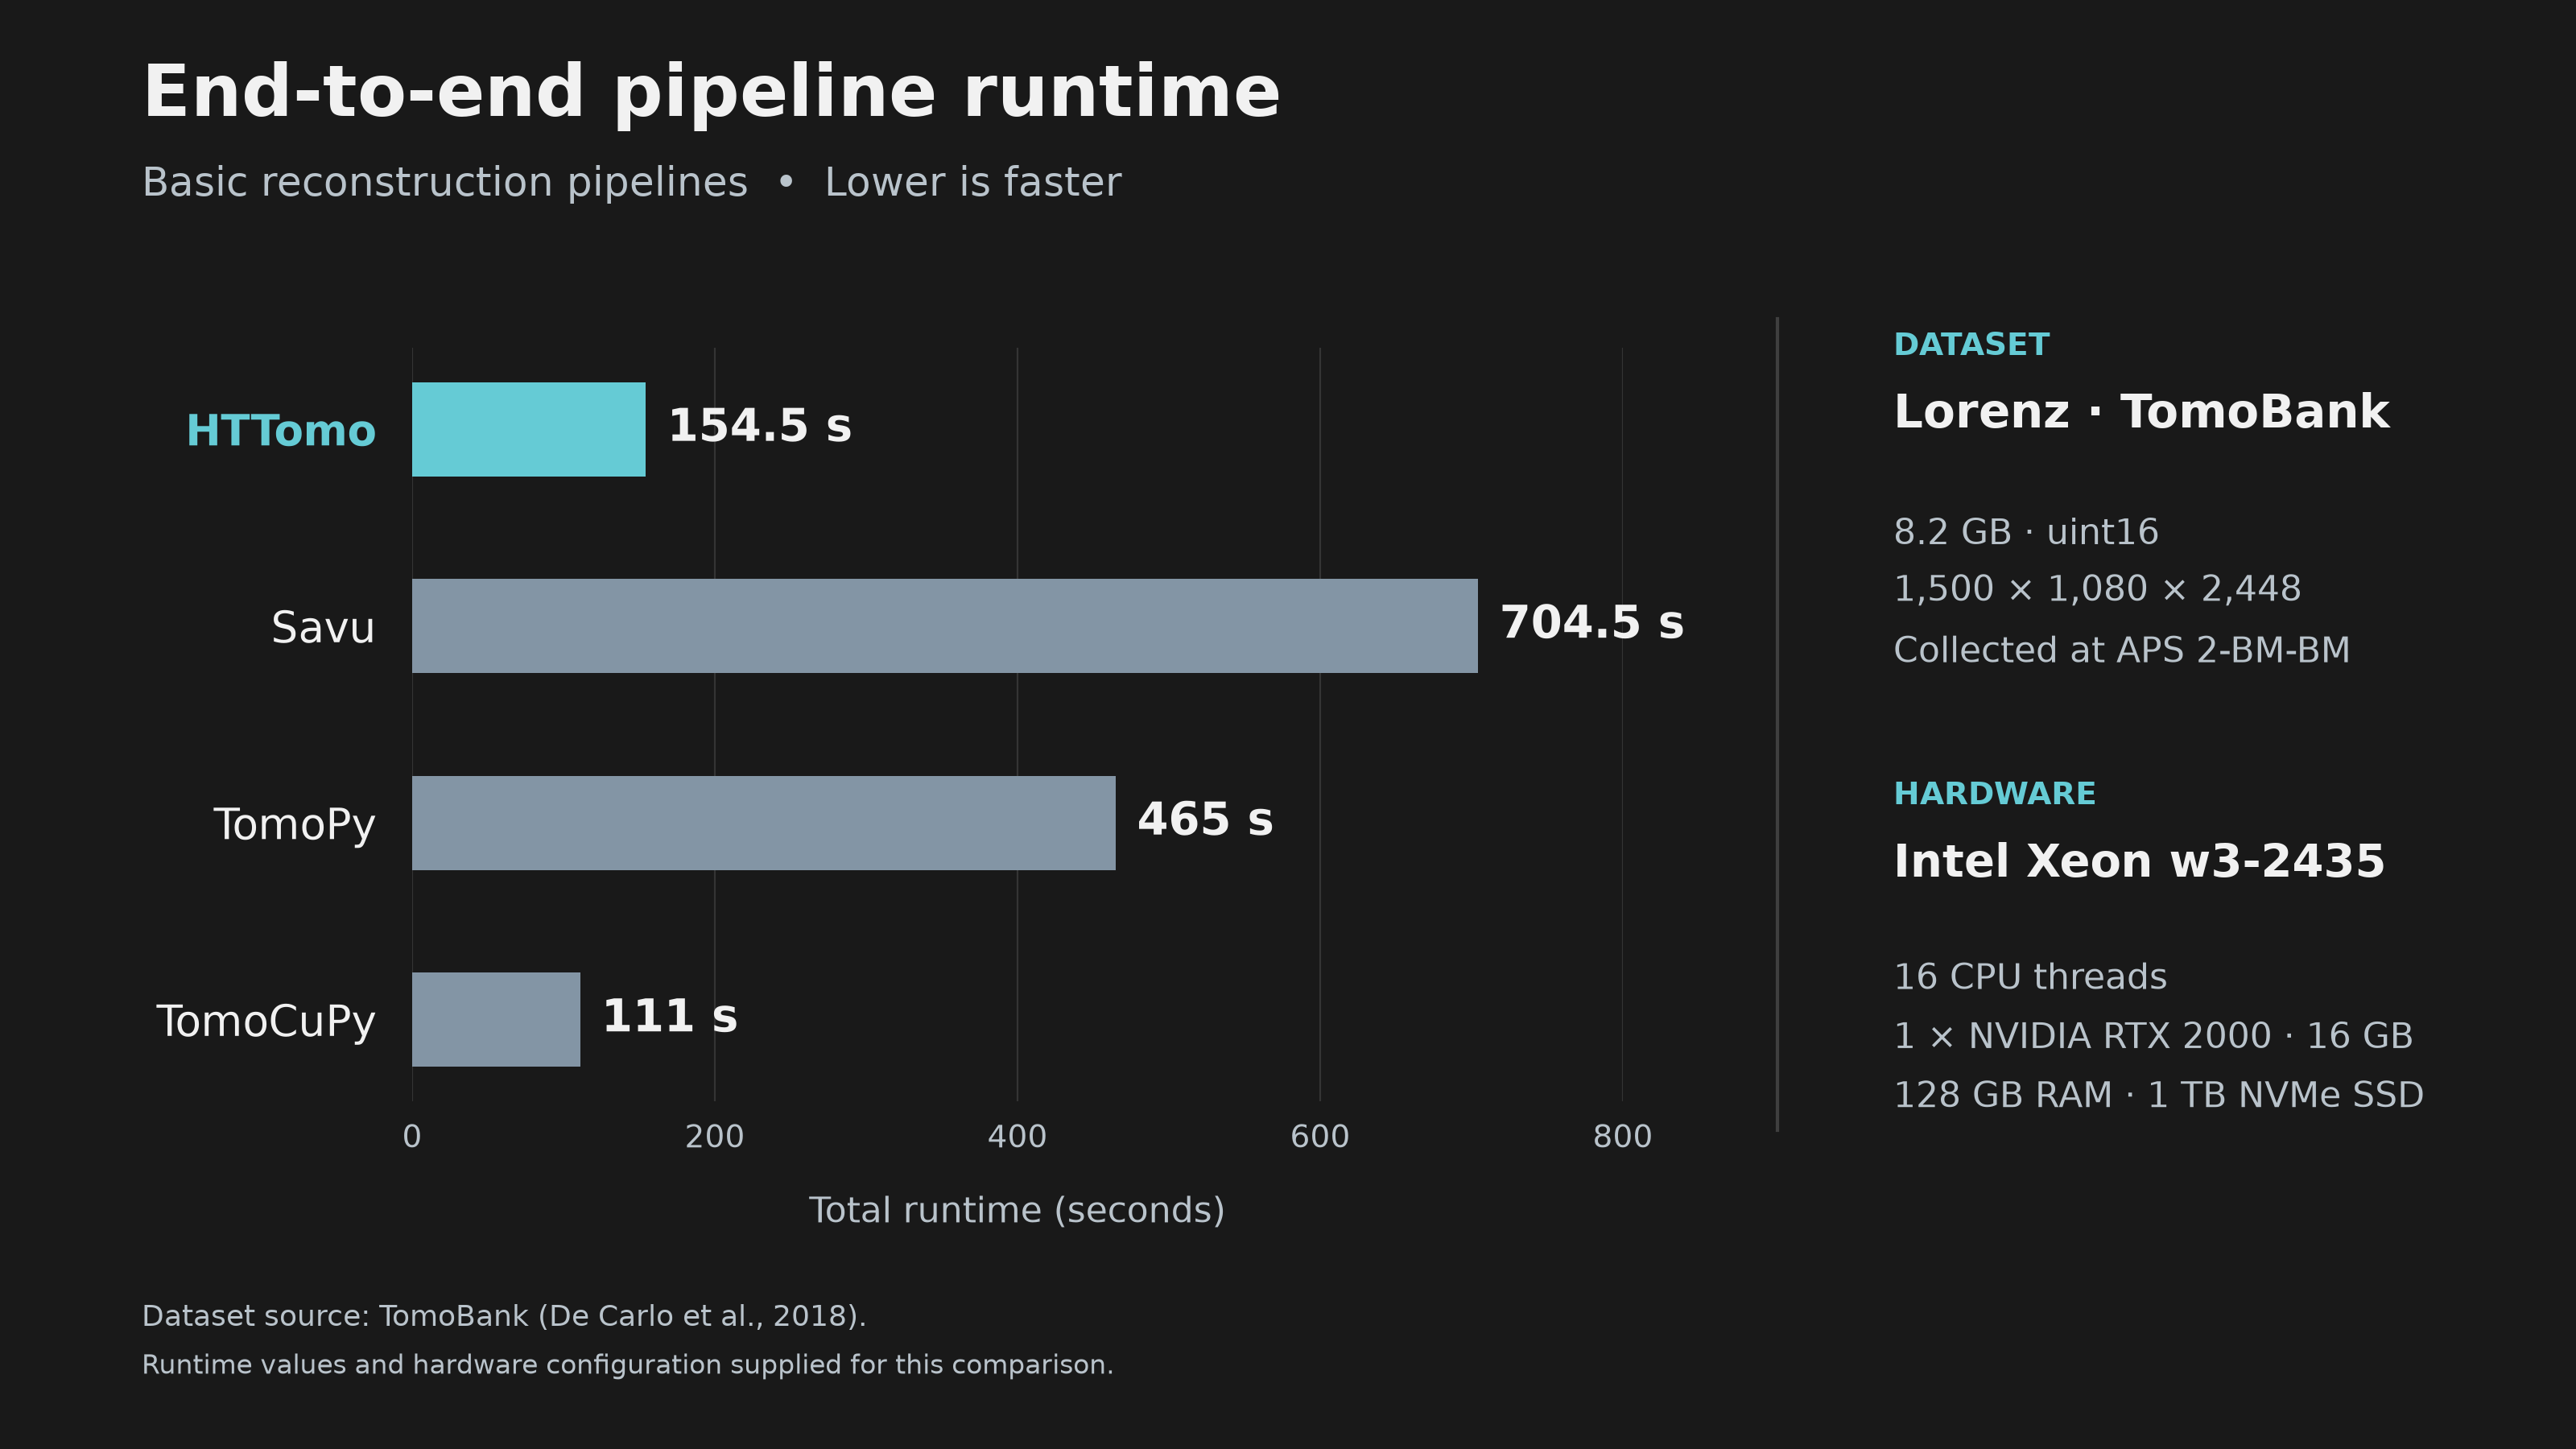 End-to-end pipeline runtime
Basic reconstruction pipelines • Lower is faster
HTTomo
154.5 s
Savu
704.5 s
TomoPy
465 s
TomoCuPy
111 s
0 200 400 600 800
Total runtime (seconds)
DATASET
Lorenz · TomoBank
8.2 GB · uint16
1,500 × 1,080 × 2,448
Collected at APS 2-BM-BM
HARDWARE
Intel Xeon w3-2435
16 CPU threads
1 × NVIDIA RTX 2000 · 16 GB
128 GB RAM · 1 TB NVMe SSD
Dataset source: TomoBank (De Carlo et al., 2018).
Runtime values and hardware configuration supplied for this comparison.